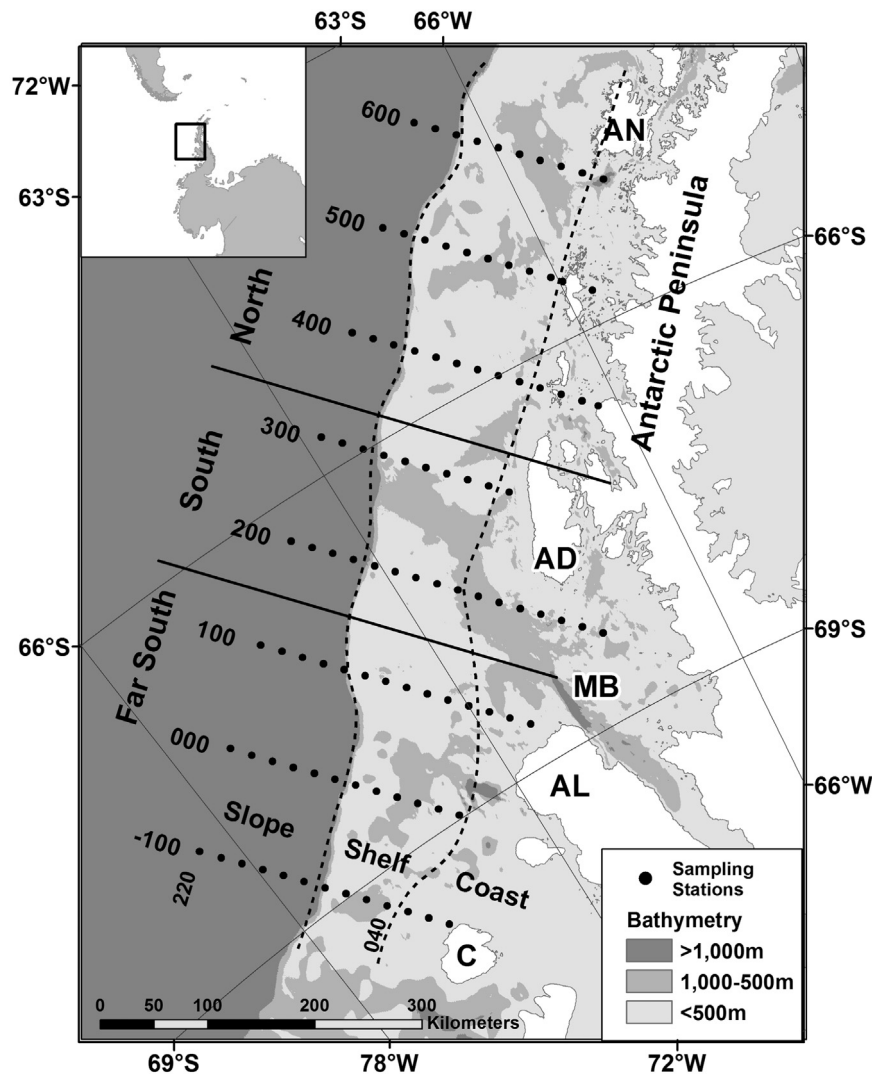 63°S 66°W
72°W
63°S
66°S
66°S
69°S
66°W
69°S 78°W 72°W
600
AN
500
Antarctic Peninsula
North
400
300
South
200
AD
Far South
100
MB
000
AL
Slope
-100
Shelf
220
Coast
040
C
Sampling
Stations
Bathymetry
>1,000m
1,000-500m
<500m
0 50 100 200 300
Kilometers